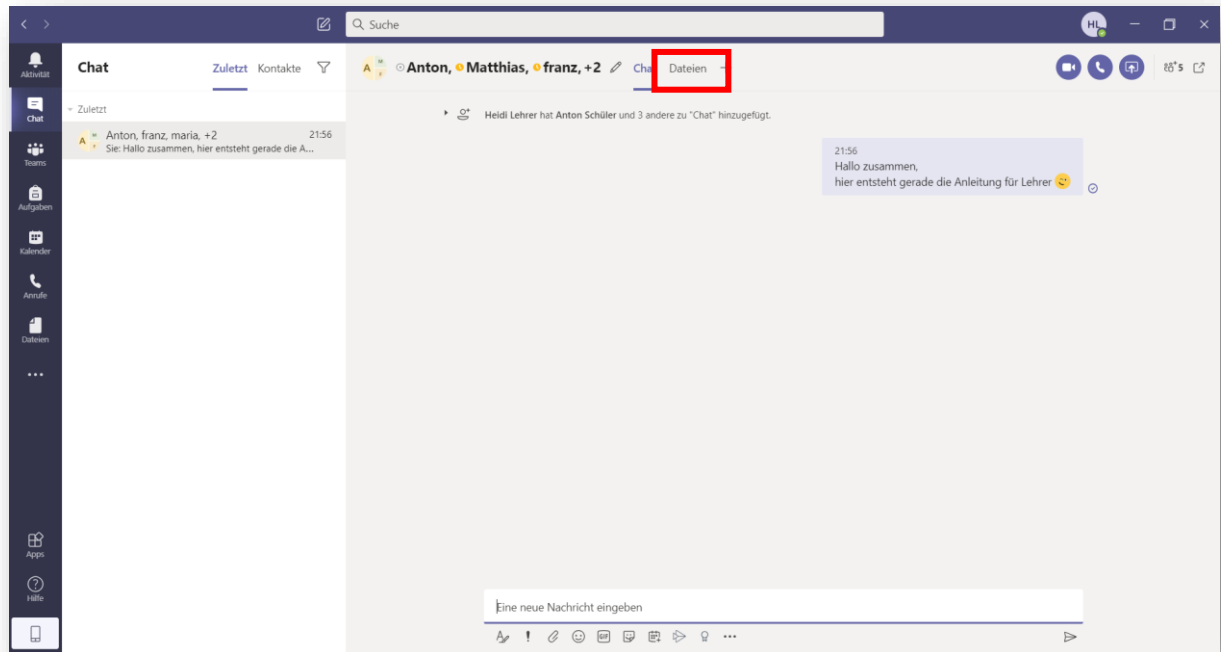 Suche
HL
Aktivität
Chat
Teams
Aufgaben
Kalender
Anrufe
Dateien
Apps
Hilfe
Chat
Zuletzt Kontakte
Zuletzt
Anton, franz, maria, +2 21:56
Sie: Hallo zusammen, hier entsteht gerade die A...
A Anton, Matthias, franz, +2 Dateien
Heidi Lehrer hat Anton Schüler und 3 andere zu "Chat" hinzugefügt.
21:56
Hallo zusammen,
hier entsteht gerade die Anleitung für Lehrer
Eine neue Nachricht eingeben
GIF